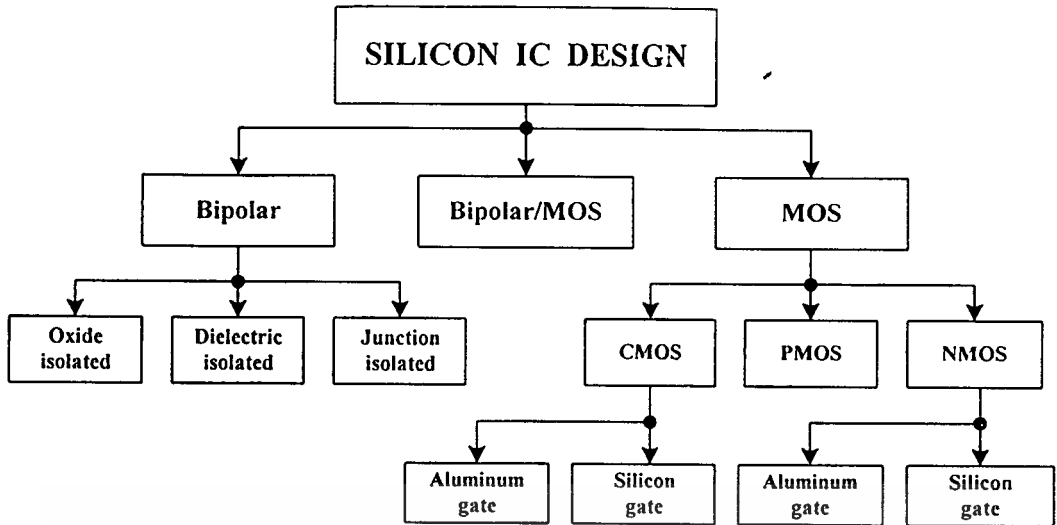 SILICON IC DESIGN
Bipolar
Bipolar/MOS
MOS
Oxide
isolated
Dielectric
isolated
Junction
isolated
CMOS
PMOS
NMOS
Aluminum
gate
Silicon
gate
Aluminum
gate
Silicon
gate